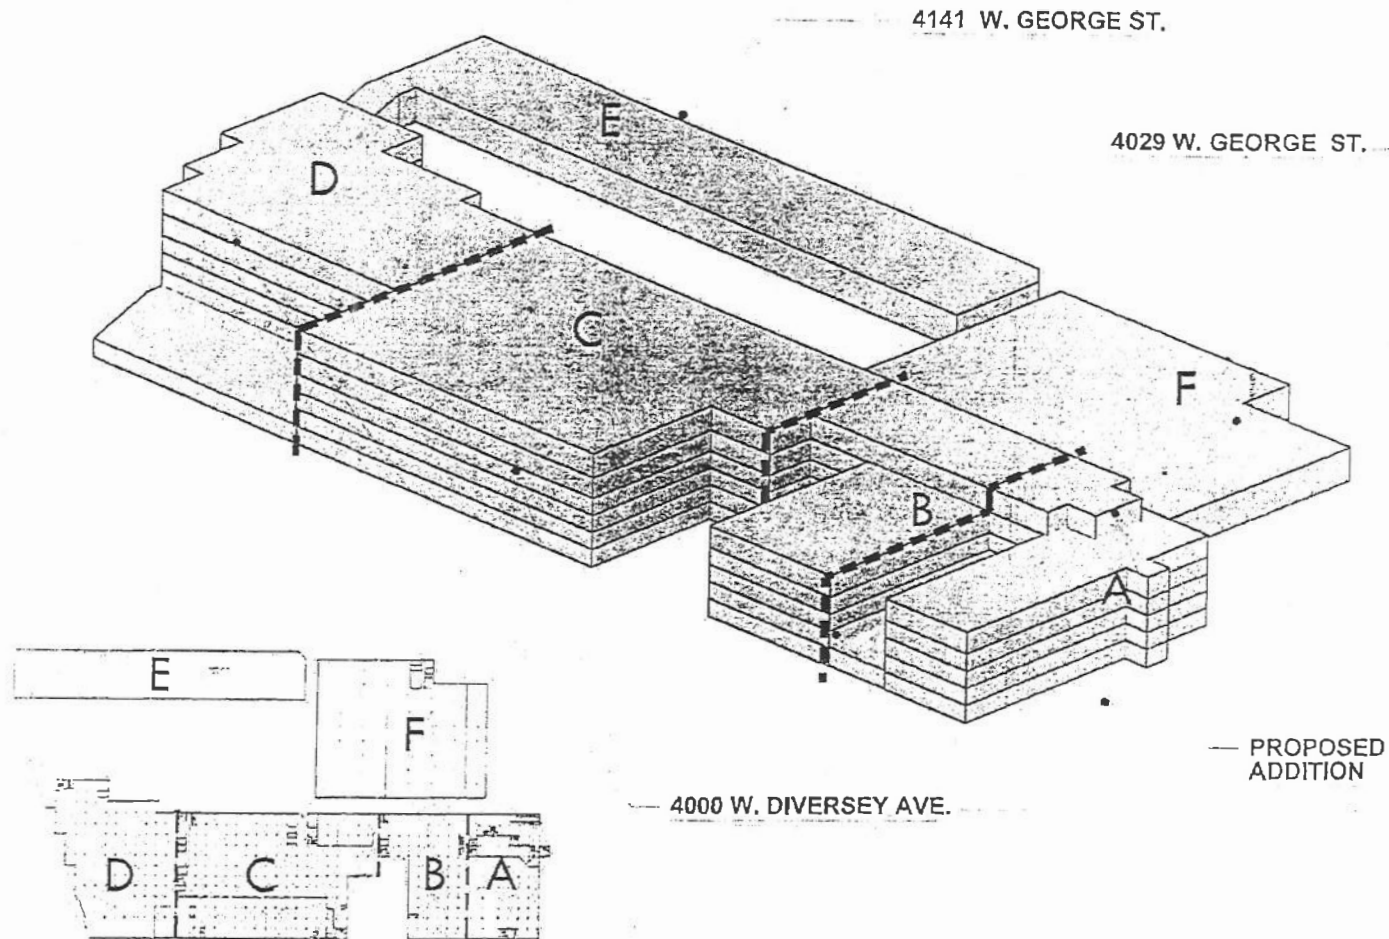 4141 W. GEORGE ST.
E
4029 W. GEORGE ST.
D
C
F
B
A
E
F
PROPOSED
ADDITION
4000 W. DIVERSEY AVE.
D
C
B
A